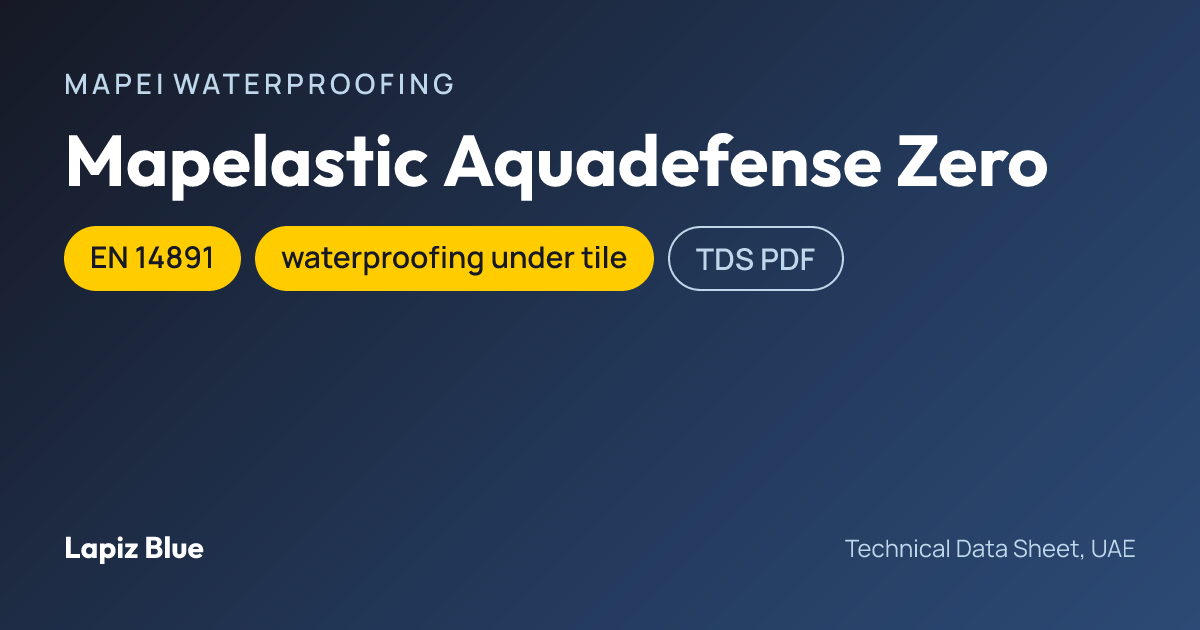 MAPEI WATERPROOFING
Mapelastic Aquadefense Zero
EN 14891 waterproofing under tile TDS PDF
Lapiz Blue Technical Data Sheet, UAE